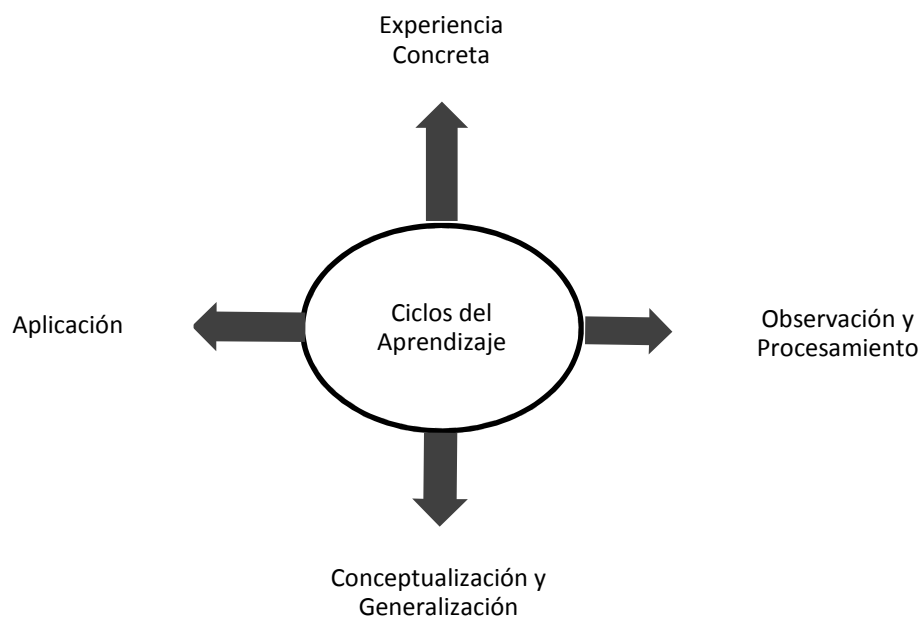 Experiencia
Concreta
Ciclos del
Aprendizaje
Aplicación
Observación y
Procesamiento
Conceptualización y
Generalización